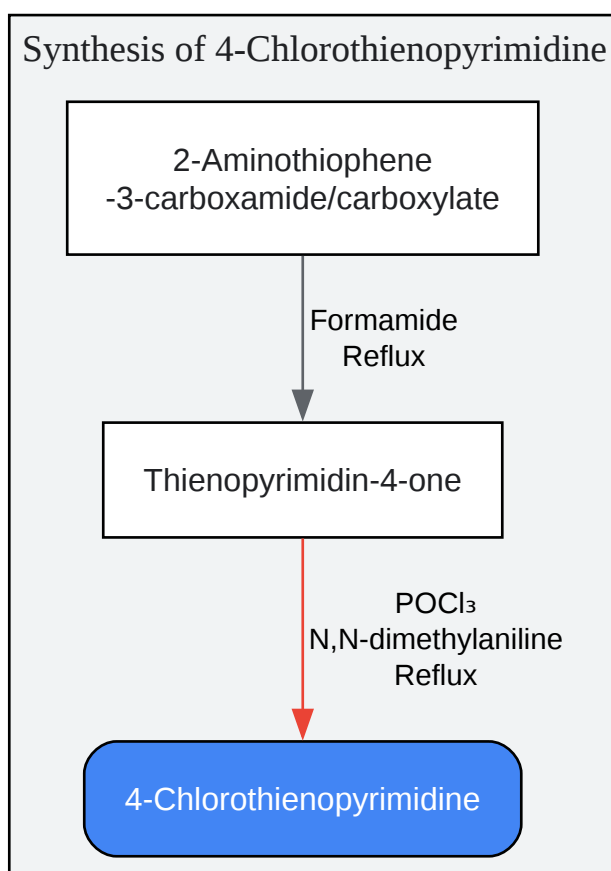 Synthesis of 4-Chlorothienopyrimidine
2-Aminothiophene
-3-carboxamide/carboxylate
Formamide
Reflux
Thienopyrimidin-4-one
POCl₃
N,N-dimethylaniline
Reflux
4-Chlorothienopyrimidine